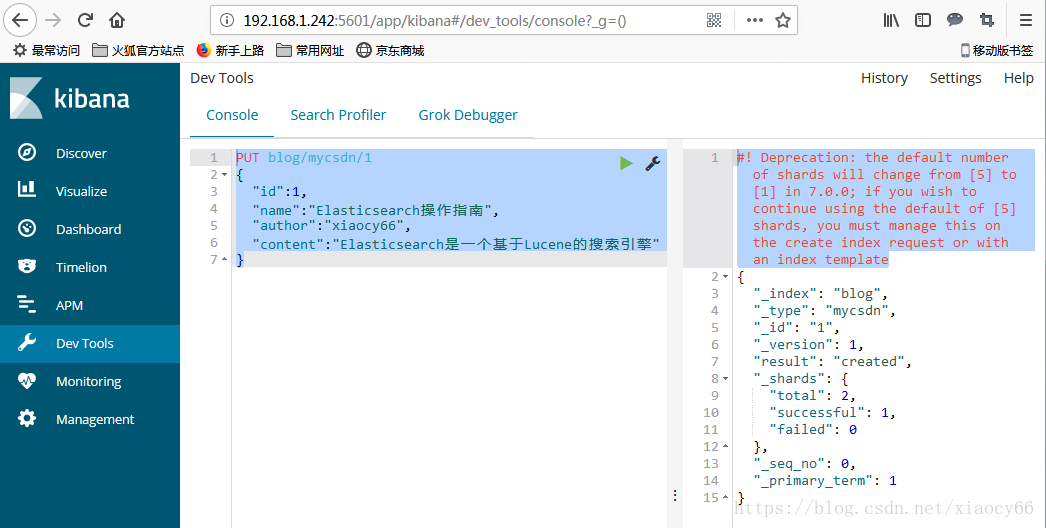 192.168.1.242:5601/app/kibana#/dev_tools/console?_g=()
最常访问 火狐官方站点 新手上路 常用网址 京东商城 移动版书签
kibana
Discover
Visualize
Dashboard
Timelion
APM
Dev Tools
Monitoring
Management
Dev Tools
History Settings Help
Console Search Profiler Grok Debugger
1 PUT blog/mycsdn/1
2 {
3 "id":1,
4 "name":"Elasticsearch操作指南",
5 "author":"xiaocy66",
6 "content":"Elasticsearch是一个基于Lucene的搜索引擎"
7 }
1 #! Deprecation: the default number
of shards will change from [5] to
[1] in 7.0.0; if you wish to
continue using the default of [5]
shards, you must manage this on
the create index request or with
an index template
2 {
3 "_index": "blog",
4 "_type": "mycsdn",
5 "_id": "1",
6 "_version": 1,
7 "result": "created",
8 "_shards": {
9 "total": 2,
10 "successful": 1,
11 "failed": 0
12 },
13 "_seq_no": 0,
14 "_primary_term": 1
15 }
https://blog.csdn.net/xiaocy66